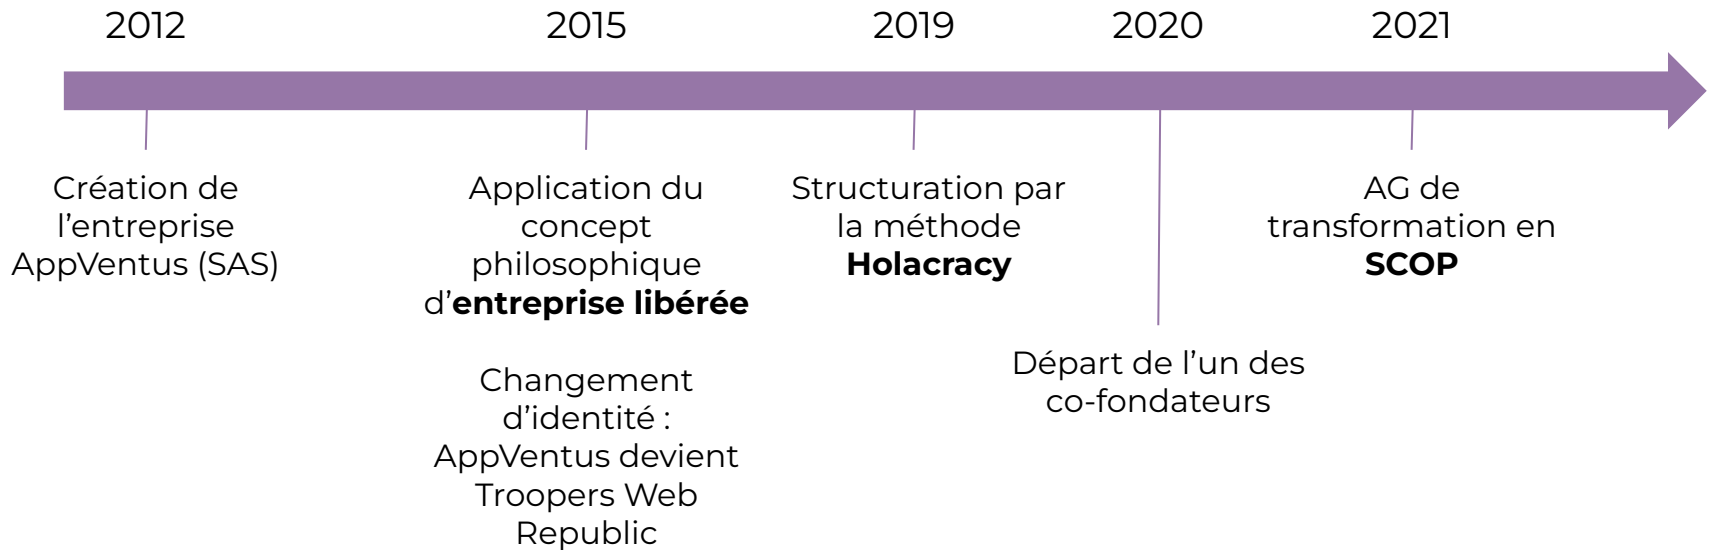 2012
2015
2019
2020
2021
Création de
l’entreprise
AppVentus (SAS)
Application du
concept
philosophique
d’entreprise libérée
Changement
d’identité :
AppVentus devient
Troopers Web
Republic
Structuration par
la méthode
Holacracy
Départ de l’un des
co-fondateurs
AG de
transformation en
SCOP